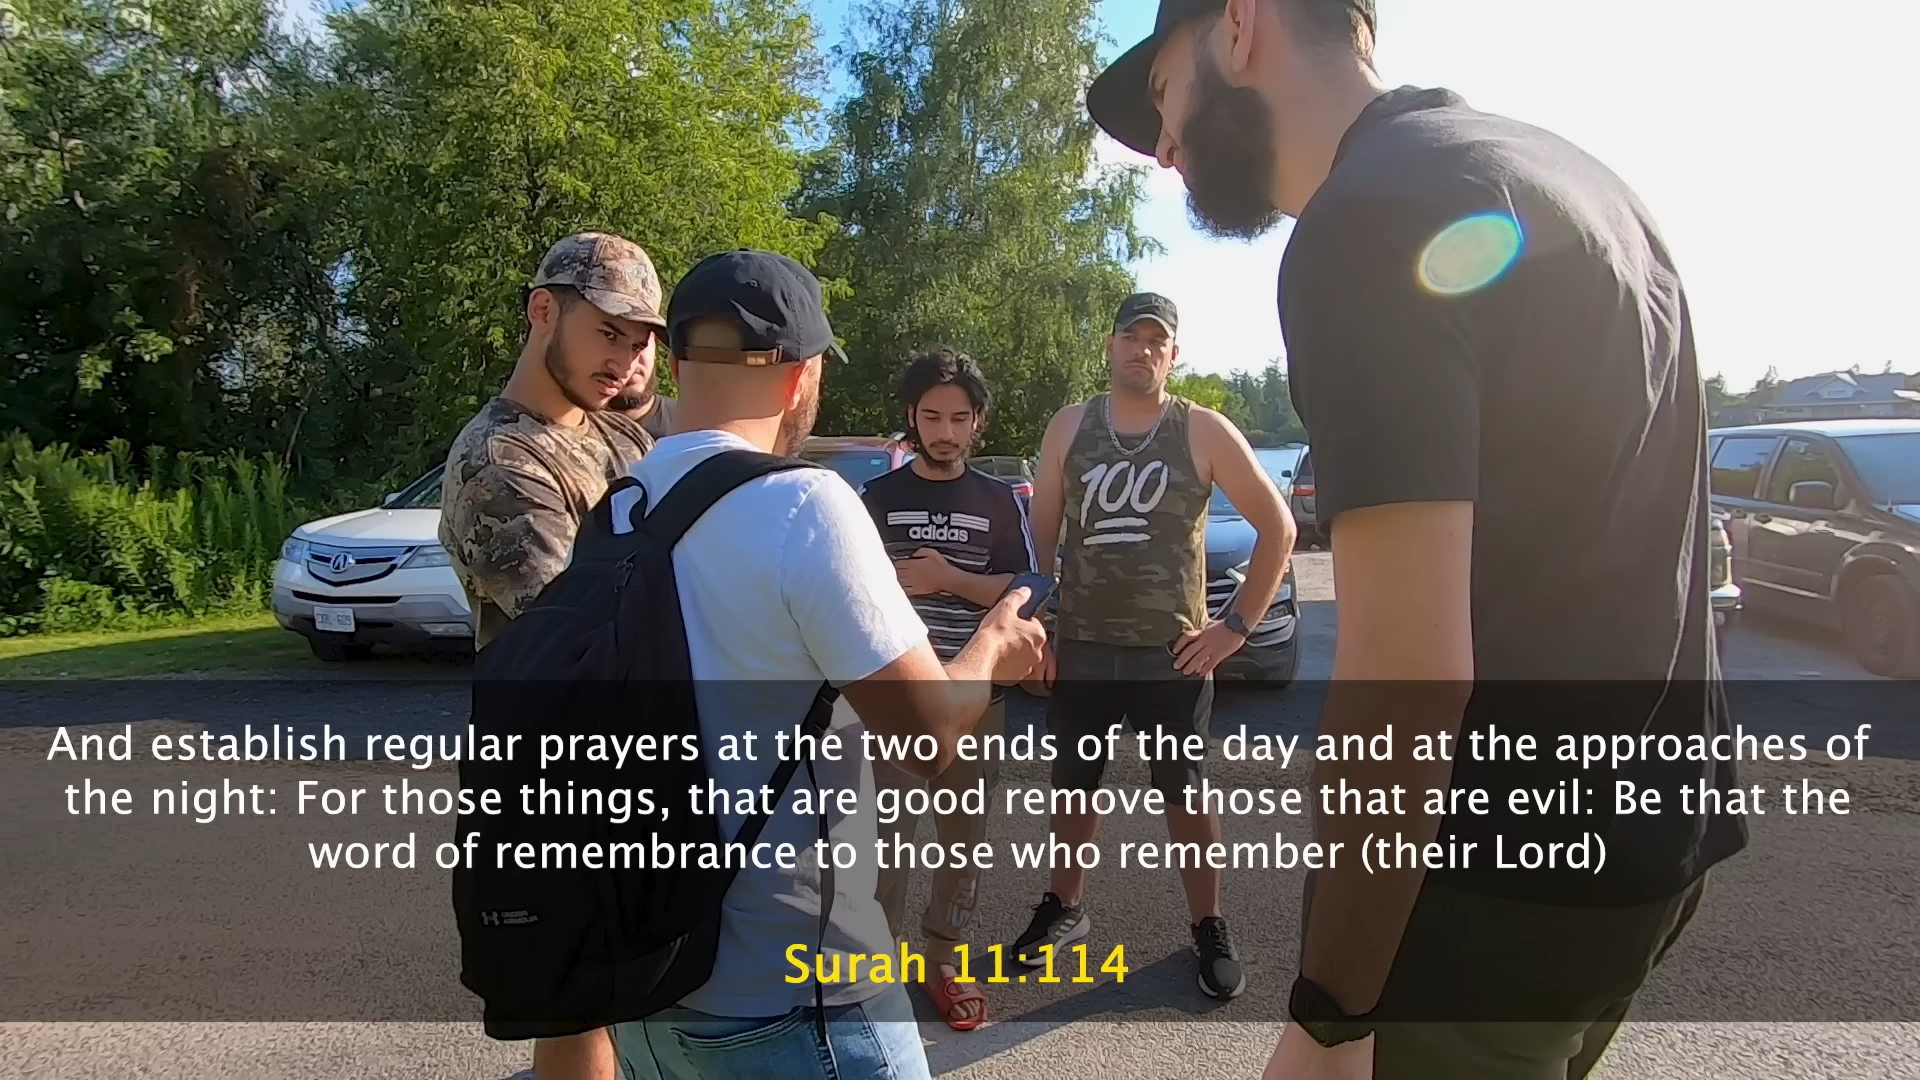 100
adidas
And establish regular prayers at the two ends of the day and at the approaches of
the night: For those things, that are good remove those that are evil: Be that the
word of remembrance to those who remember (their Lord)
UNDER
ARMOUR
Surah 11:114